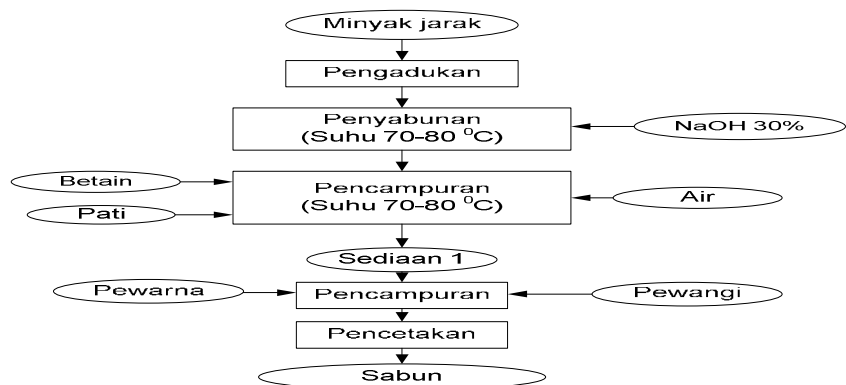 Minyak jarak
Pengadukan
Penyabunan
(Suhu 70-80 ⁰C)
NaOH 30%
Betain
Pati
Pencampuran
(Suhu 70-80 ⁰C)
Air
Sediaan 1
Pewarna
Pencampuran
Pewangi
Pencetakan
Sabun